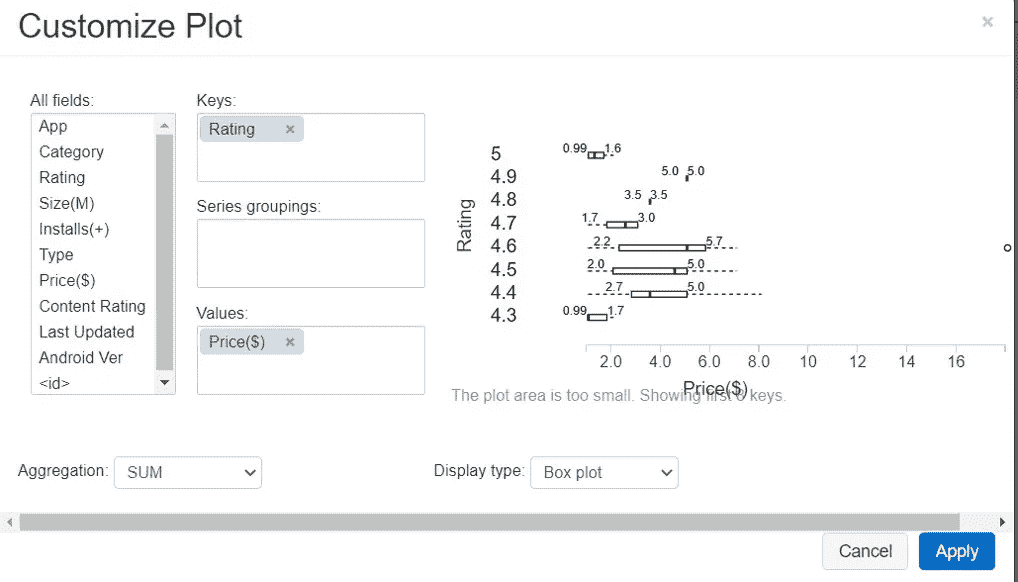 Customize Plot
×
All fields:
App
Category
Rating
Size(M)
Installs(+)
Type
Price($)
Content Rating
Last Updated
Android Ver
<id>
Keys:
Rating ×
Series groupings:
Values:
Price($) ×
Rating
5 0.99 1.6
4.9 5.0 5.0
4.8 3.5 3.5
4.7 1.7 3.0
4.6 2.2 5.7
4.5 2.0 5.0
4.4 2.7 5.0
4.3 0.99 1.7
2.0 4.0 6.0 8.0 10 12 14 16
Price($)
The plot area is too small. Showing first 8 keys.
Aggregation: SUM Display type: Box plot
Cancel Apply